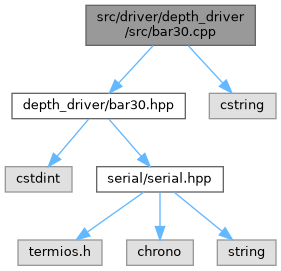 src/driver/depth_driver
/src/bar30.cpp
depth_driver/bar30.hpp
cstring
cstdint
serial/serial.hpp
termios.h
chrono
string